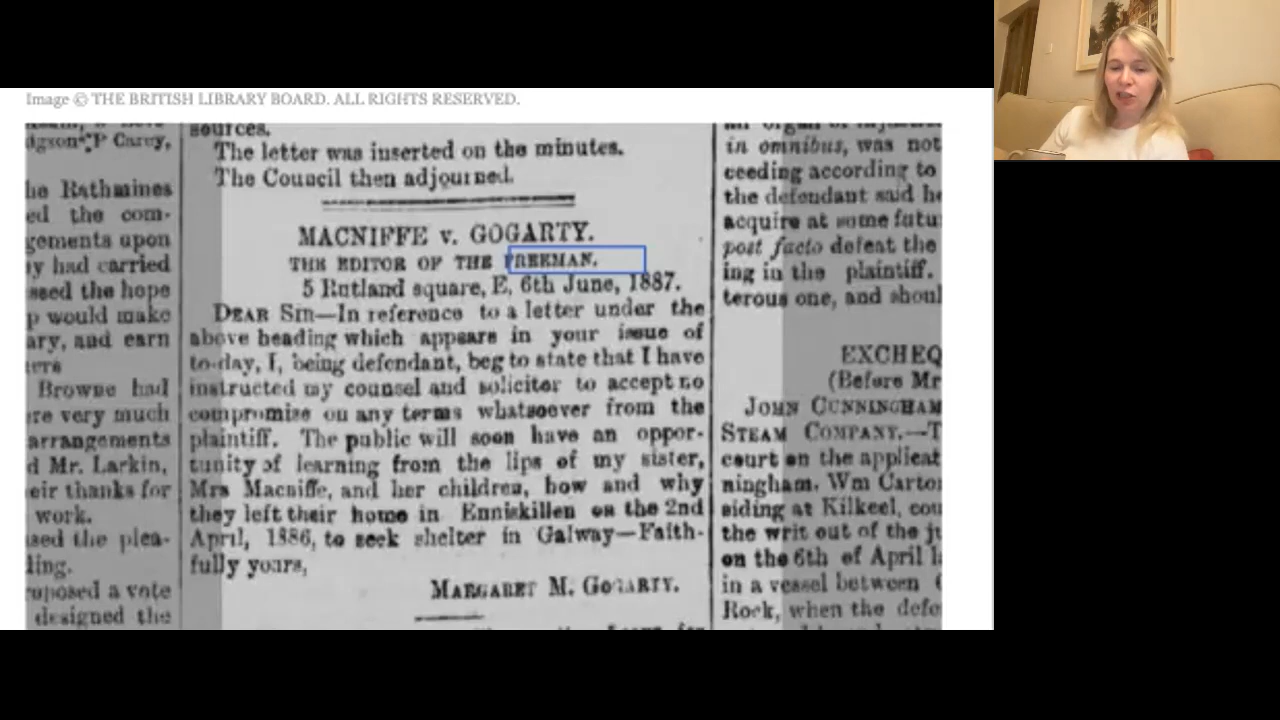 Image © THE BRITISH LIBRARY BOARD. ALL RIGHTS RESERVED.
P Carey,
he Rathmines
ed the com-
gements upon
y had carried
ssed the hope
p would make
ary, and earn
Browne had
re very much
arrangements
d Mr. Larkin,
eir thanks for
work.
sed the plea-
ling.
roposed a vote
designed the
sources.
The letter was inserted on the minutes.
The Council then adjourned.
MACNIFFE v. GOGARTY.
THE EDITOR OF THE FREEMAN.
5 Rutland square, E, 6th June, 1887.
DEAR SIR—In reference to a letter under the
above heading which appears in your issue of
to-day, I, being defendant, beg to state that I have
instructed my counsel and solicitor to accept no
compromise on any terms whatsoever from the
plaintiff. The public will soon have an oppor-
tunity of learning from the lips of my sister,
Mrs Macniffe, and her children, how and why
they left their home in Enniskillen on the 2nd
April, 1886, to seek shelter in Galway—Faith-
fully yours,
MARGARET M. GOGARTY.
in omnibus, was not
ceeding according to
the defendant said he
acquire at some futu
post facto defeat the
ing in the plaintiff.
terous one, and shoul
EXCHEQ
(Before Mr
JOHN CUNNINGHAM
STEAM COMPANY.—T
court on the applicat
ningham. Wm Carto
siding at Kilkeel, cou
the writ out of the ju
on the 6th of April l
in a vessel between
Rock, when the defe